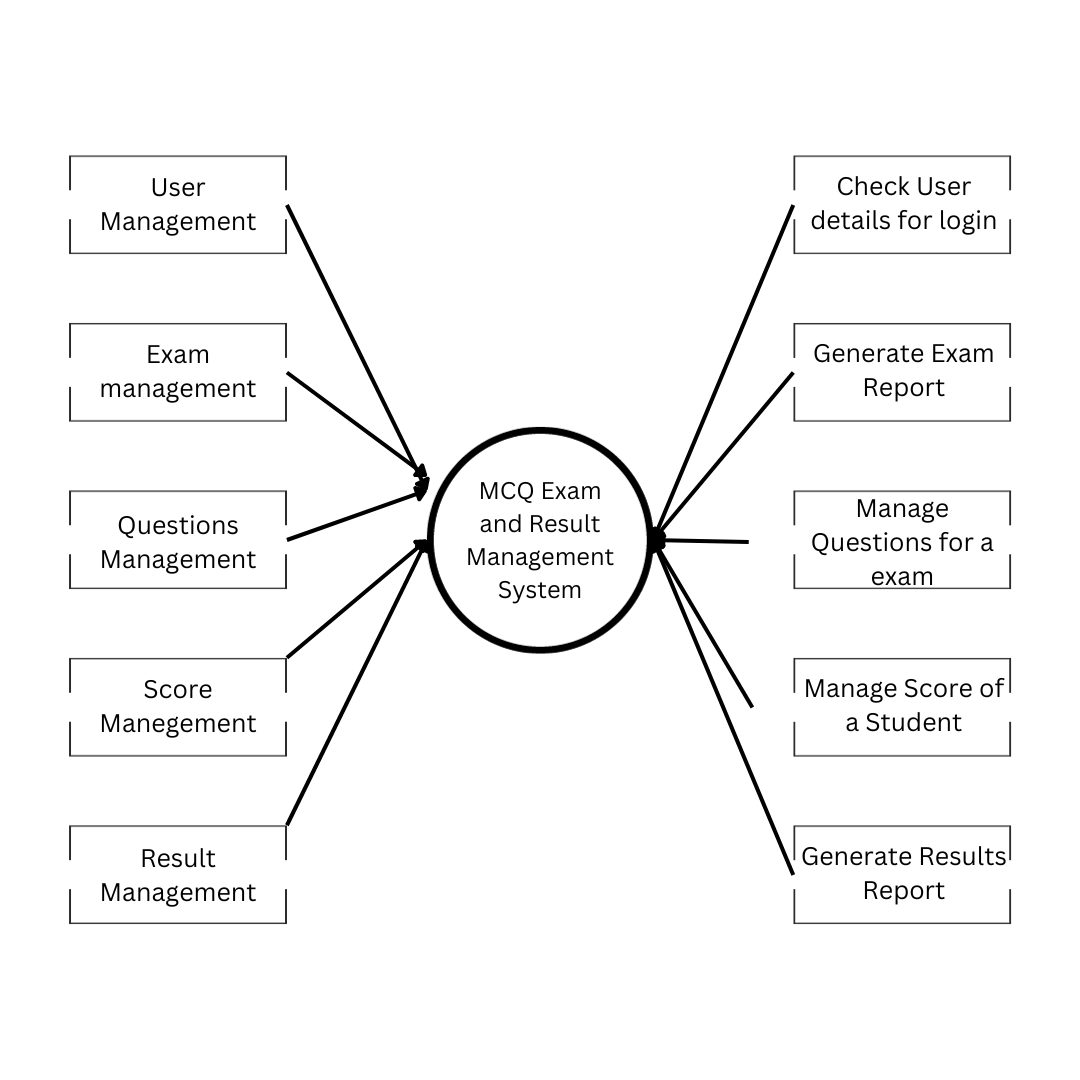 User
Management
Exam
management
Questions
Management
Score
Manegement
Result
Management
MCQ Exam
and Result
Management
System
Check User
details for login
Generate Exam
Report
Manage
Questions for a
exam
Manage Score of
a Student
Generate Results
Report